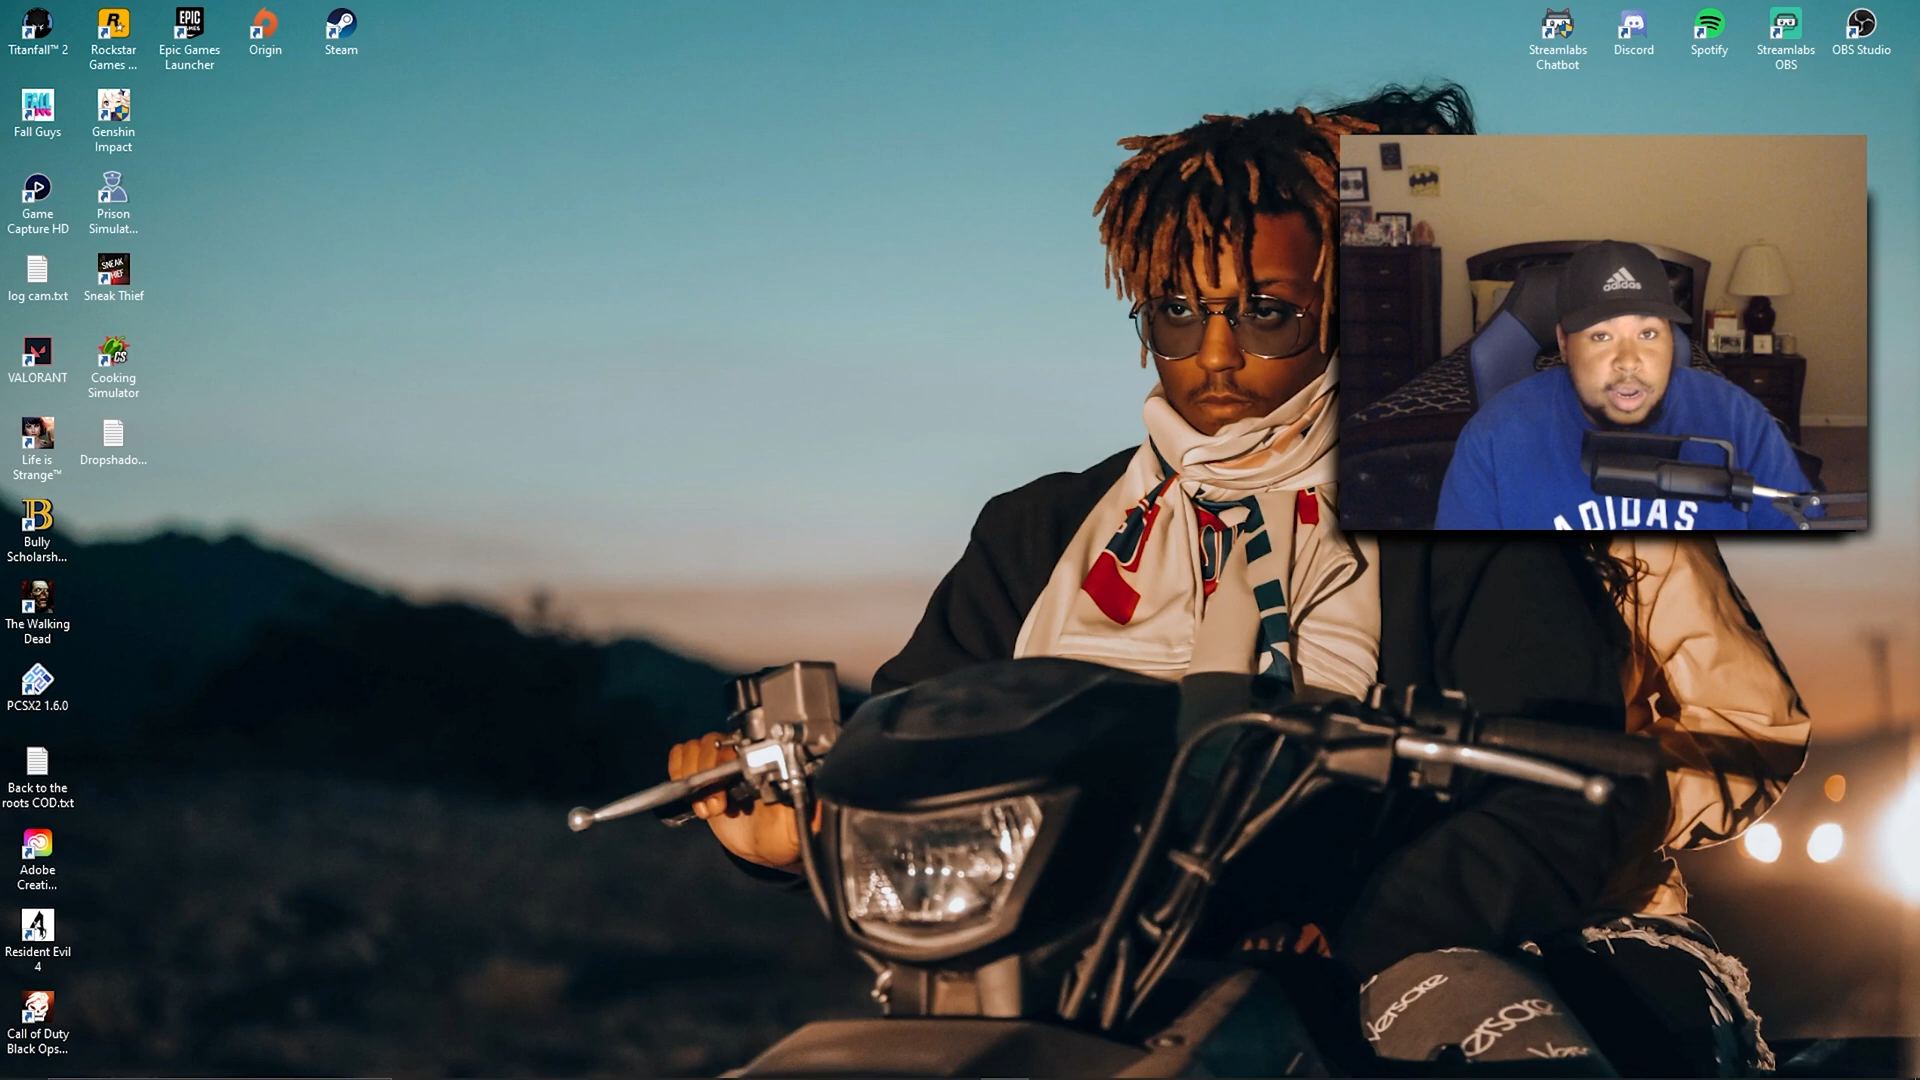 Titanfall™ 2
Rockstar
Games ...
Epic Games
Launcher
Origin
Steam
Streamlabs
Chatbot
Discord
Spotify
Streamlabs
OBS
OBS Studio
Fall Guys
Genshin
Impact
Game
Capture HD
Prison
Simulat...
log cam.txt
Sneak Thief
VALORANT
Cooking
Simulator
Life is
Strange™
Dropshado...
Bully
Scholarsh...
The Walking
Dead
PCSX2 1.6.0
Back to the
roots COD.txt
Adobe
Creati...
Resident Evil
4
Call of Duty
Black Ops...
EPIC
GAMES
FALL
SNEAK
THIEF
CS
adidas
ADIDAS
Versace